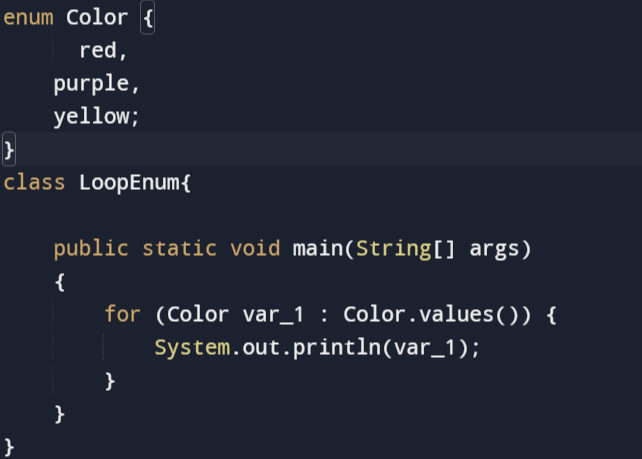 enum Color {
red,
purple,
yellow;
}
class LoopEnum{
public static void main(String[] args)
{
for (Color var_1 : Color.values()) {
System.out.println(var_1);
}
}
}